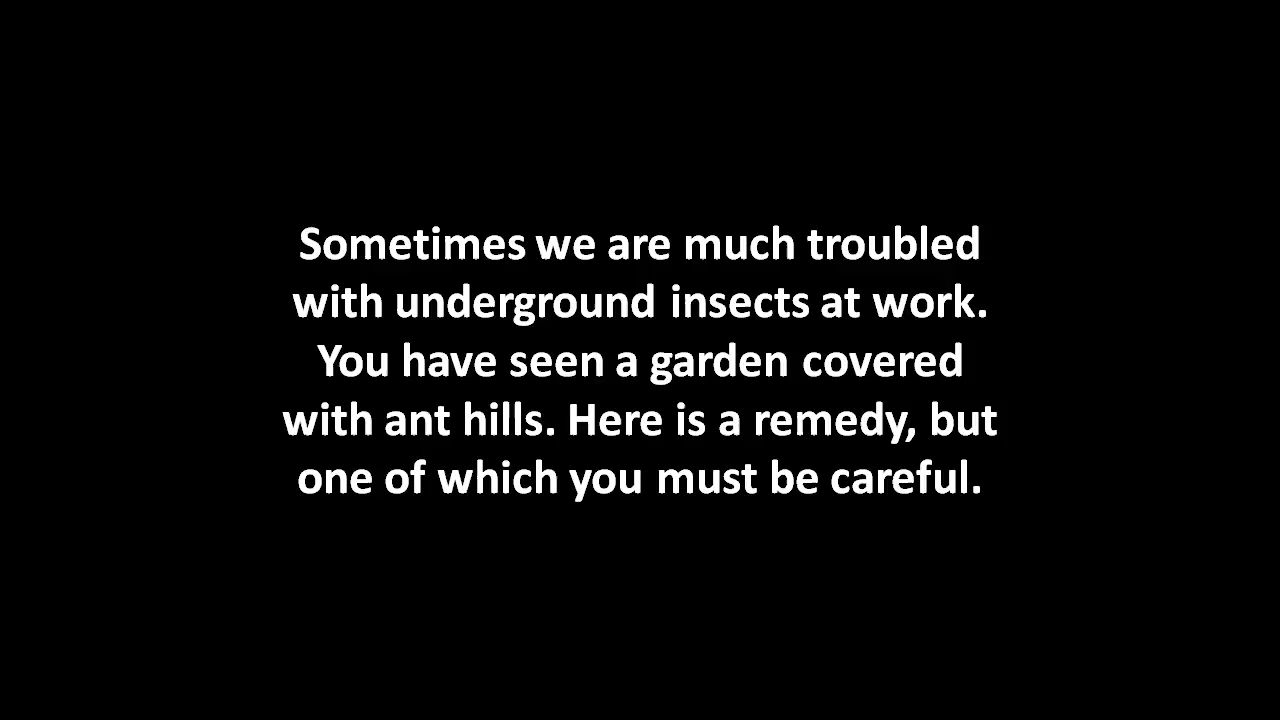 Sometimes we are much troubled
with underground insects at work.
You have seen a garden covered
with ant hills. Here is a remedy, but
one of which you must be careful.